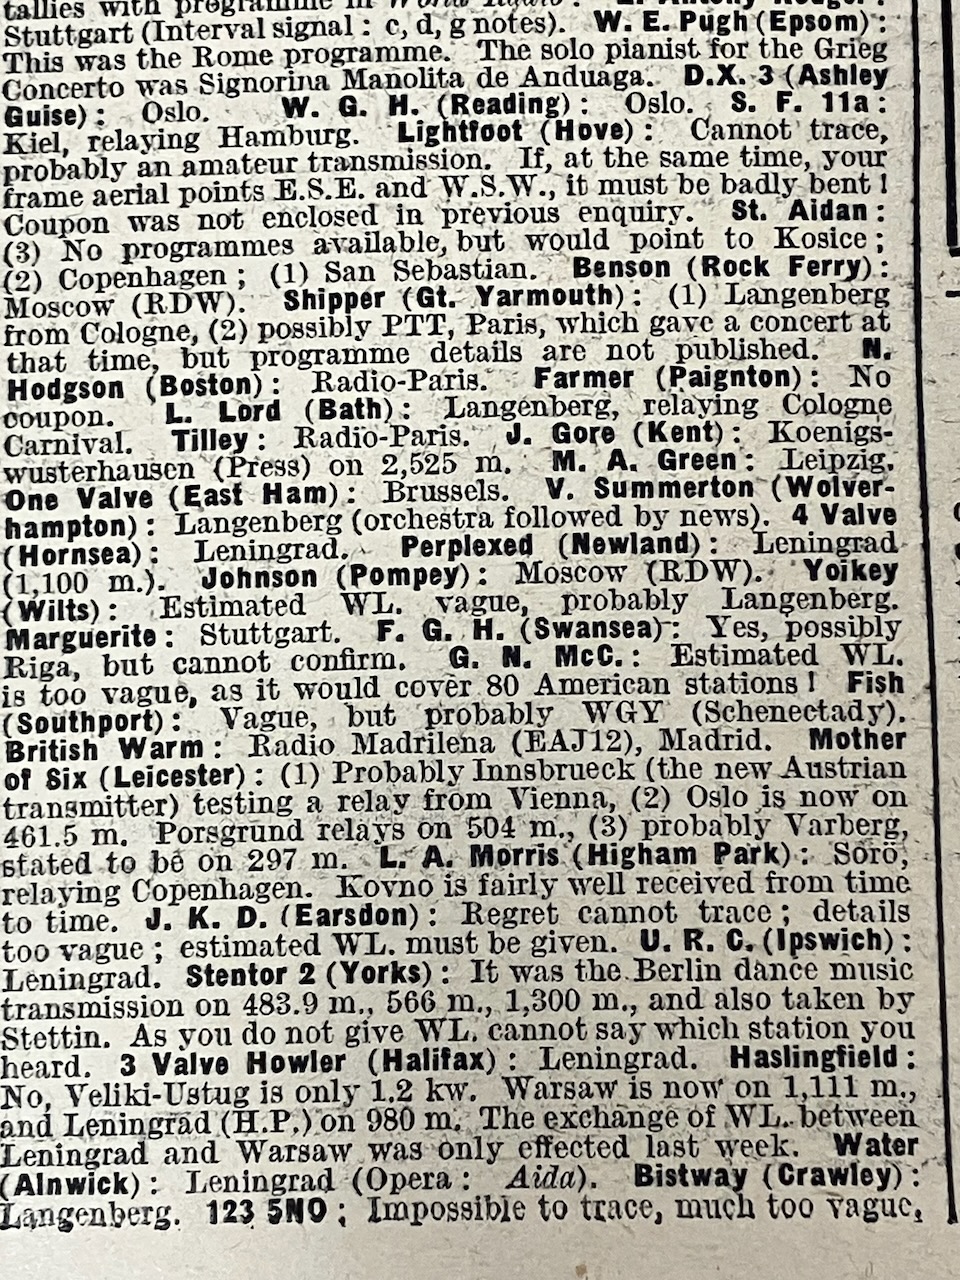 tallies with programme in World Radio. 
Stuttgart (Interval signal : c, d, g notes). W. E. Pugh (Epsom) :
This was the Rome programme. The solo pianist for the Grieg
Concerto was Signorina Manolita de Anduaga. D.X. 3 (Ashley
Guise) : Oslo. W. G. H. (Reading) : Oslo. S. F. 11a :
Kiel, relaying Hamburg. Lightfoot (Hove) : Cannot trace,
probably an amateur transmission. If, at the same time, your
frame aerial points E.S.E. and W.S.W., it must be badly bent !
Coupon was not enclosed in previous enquiry. St. Aidan :
(3) No programmes available, but would point to Kosice ;
(2) Copenhagen ; (1) San Sebastian. Benson (Rock Ferry) :
Moscow (RDW). Shipper (Gt. Yarmouth) : (1) Langenberg
from Cologne, (2) possibly PTT, Paris, which gave a concert at
that time, but programme details are not published. N.
Hodgson (Boston) : Radio-Paris. Farmer (Paignton) : No
coupon. L. Lord (Bath) : Langenberg, relaying Cologne
Carnival. Tilley : Radio-Paris. J. Gore (Kent) : Koenigs-
wusterhausen (Press) on 2,525 m. M. A. Green : Leipzig.
One Valve (East Ham) : Brussels. V. Summerton (Wolver-
hampton) : Langenberg (orchestra followed by news). 4 Valve
(Hornsea) : Leningrad. Perplexed (Newland) : Leningrad
(1,100 m.). Johnson (Pompey) : Moscow (RDW). Yoikey
(Wilts) : Estimated WL. vague, probably Langenberg.
Marguerite : Stuttgart. F. G. H. (Swansea) : Yes, possibly
Riga, but cannot confirm. G. N. McC. : Estimated WL.
is too vague, as it would cover 80 American stations ! Fish
(Southport) : Vague, but probably WGY (Schenectady).
British Warm : Radio Madrilena (EAJ12), Madrid. Mother
of Six (Leicester) : (1) Probably Innsbrueck (the new Austrian
transmitter) testing a relay from Vienna, (2) Oslo is now on
461.5 m. Porsgrund relays on 504 m., (3) probably Varberg,
stated to be on 297 m. L. A. Morris (Higham Park) : Sorö,
relaying Copenhagen. Kovno is fairly well received from time
to time. J. K. D. (Earsdon) : Regret cannot trace ; details
too vague ; estimated WL. must be given. U. R. C. (Ipswich) :
Leningrad. Stentor 2 (Yorks) : It was the Berlin dance music
transmission on 483.9 m., 566 m., 1,300 m., and also taken by
Stettin. As you do not give WL. cannot say which station you
heard. 3 Valve Howler (Halifax) : Leningrad. Haslingfield :
No, Veliki-Ustug is only 1.2 kw. Warsaw is now on 1,111 m.,
and Leningrad (H.P.) on 980 m. The exchange of WL. between
Leningrad and Warsaw was only effected last week. Water
(Alnwick) : Leningrad (Opera : Aida). Bistway (Crawley) :
Langenberg. 123 5NO ; Impossible to trace, much too vague,